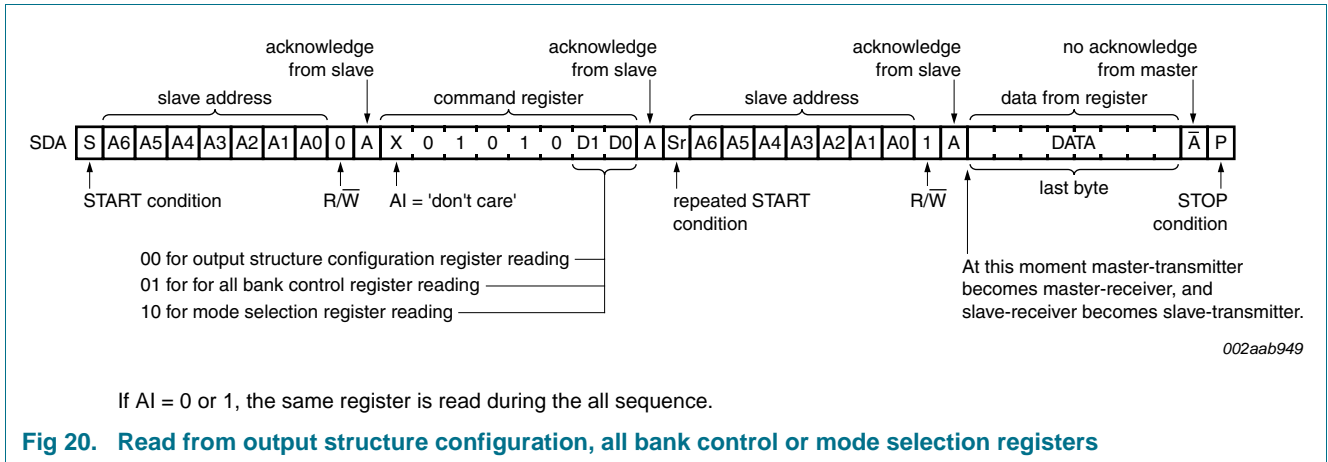 acknowledge
from slave
acknowledge
from slave
acknowledge
from slave
no acknowledge
from master
slave address
command register
slave address
data from register
SDA S A6 A5 A4 A3 A2 A1 A0 0 A X 0 1 0 1 0 D1 D0 A Sr A6 A5 A4 A3 A2 A1 A0 1 A DATA A̅ P
START condition
R/W̅
AI = 'don't care'
repeated START
condition
R/W̅
last byte
STOP
condition
00 for output structure configuration register reading
01 for for all bank control register reading
10 for mode selection register reading
At this moment master-transmitter
becomes master-receiver, and
slave-receiver becomes slave-transmitter.
002aab949
If AI = 0 or 1, the same register is read during the all sequence.
Fig 20. Read from output structure configuration, all bank control or mode selection registers